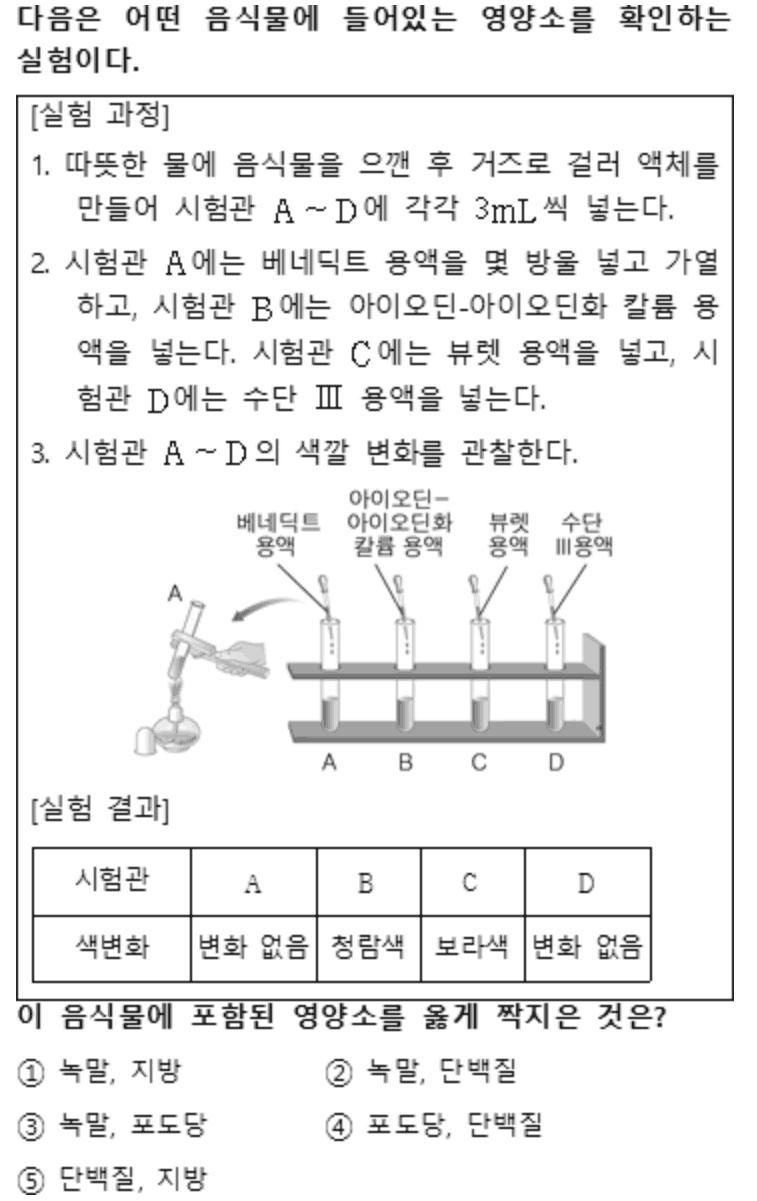 다음은 어떤 음식물에 들어있는 영양소를 확인하는
실험이다.
[실험 과정]
1. 따뜻한 물에 음식물을 으깬 후 거즈로 걸러 액체를
만들어 시험관 A ~ D에 각각 3mL씩 넣는다.
2. 시험관 A에는 베네딕트 용액을 몇 방울 넣고 가열
하고, 시험관 B에는 아이오딘-아이오딘화 칼륨 용
액을 넣는다. 시험관 C에는 뷰렛 용액을 넣고, 시
험관 D에는 수단 Ⅲ 용액을 넣는다.
3. 시험관 A ~ D의 색깔 변화를 관찰한다.
베네딕트
용액
아이오딘-
아이오딘화
칼륨 용액
뷰렛
용액
수단
Ⅲ용액
A
A B C D
[실험 결과]
시험관 A B C D
색변화 변화 없음 청람색 보라색 변화 없음
이 음식물에 포함된 영양소를 옳게 짝지은 것은?
① 녹말, 지방 ② 녹말, 단백질
③ 녹말, 포도당 ④ 포도당, 단백질
⑤ 단백질, 지방